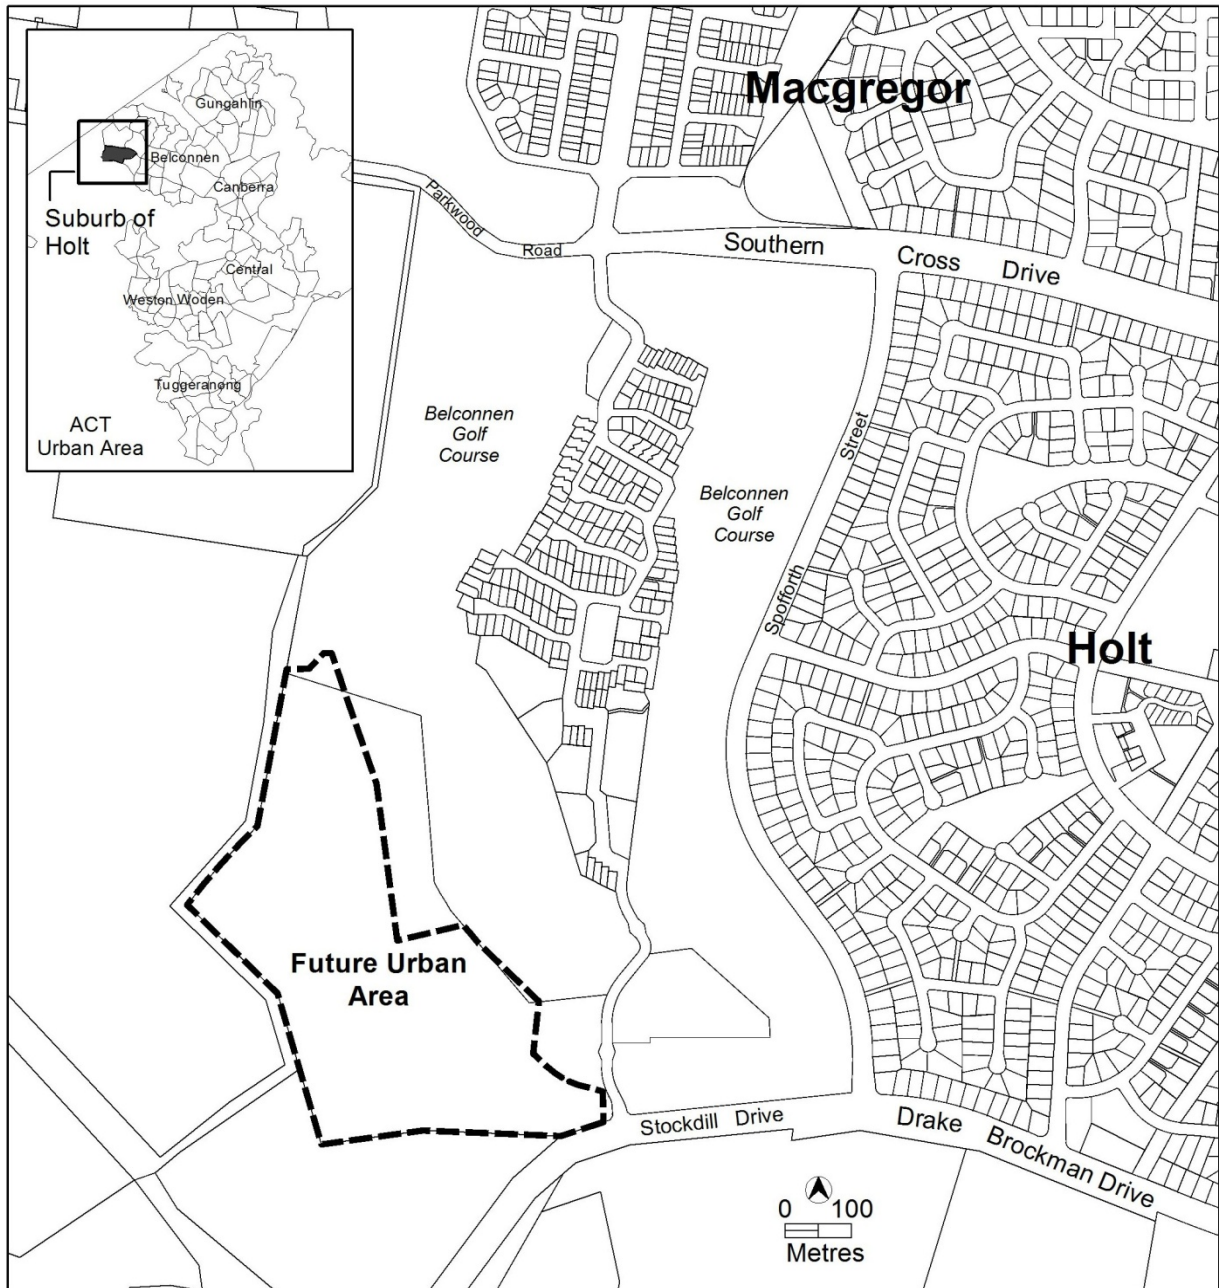 Gungahlin
Belconnen
Canberra
Central
Weston Woden
Tuggeranong
Suburb of
Holt
ACT
Urban Area
Macgregor
Parkwood
Road
Southern
Cross Drive
Belconnen
Golf
Course
Belconnen
Golf
Course
Street
Spofforth
Holt
Future Urban
Area
Stockdill Drive
Drake Brockman Drive
0 100
Metres